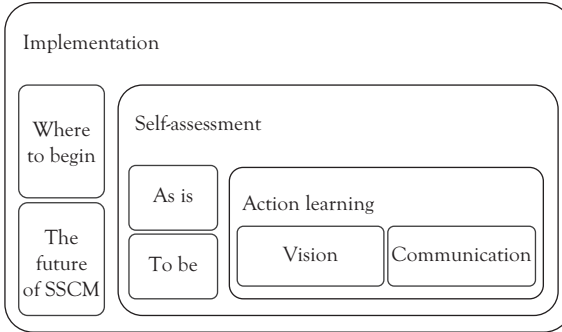 Implementation
Where
to begin
The
future
of SSCM
Self-assessment
As is
To be
Action learning
Vision
Communication